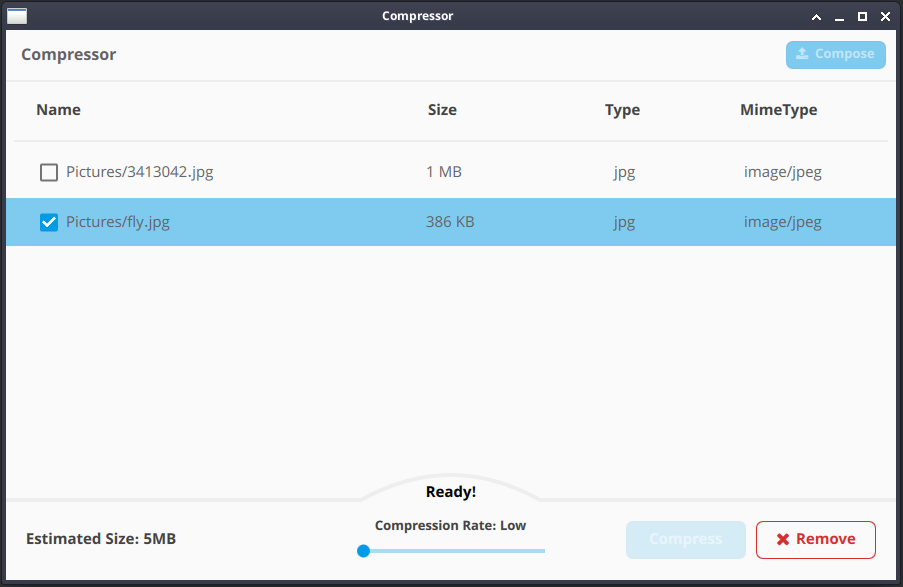 Compressor
Compressor
Compose
Name Size Type MimeType
Pictures/3413042.jpg 1 MB jpg image/jpeg
Pictures/fly.jpg 386 KB jpg image/jpeg
Ready!
Compression Rate: Low
Estimated Size: 5MB
Compress
Remove